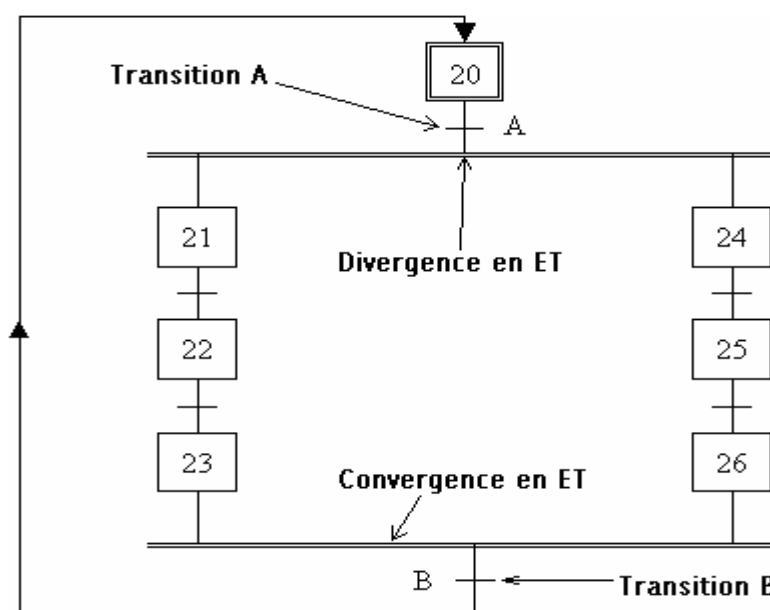 20
Transition A
A
21
24
Divergence en ET
22
25
23
26
Convergence en ET
B
Transition B